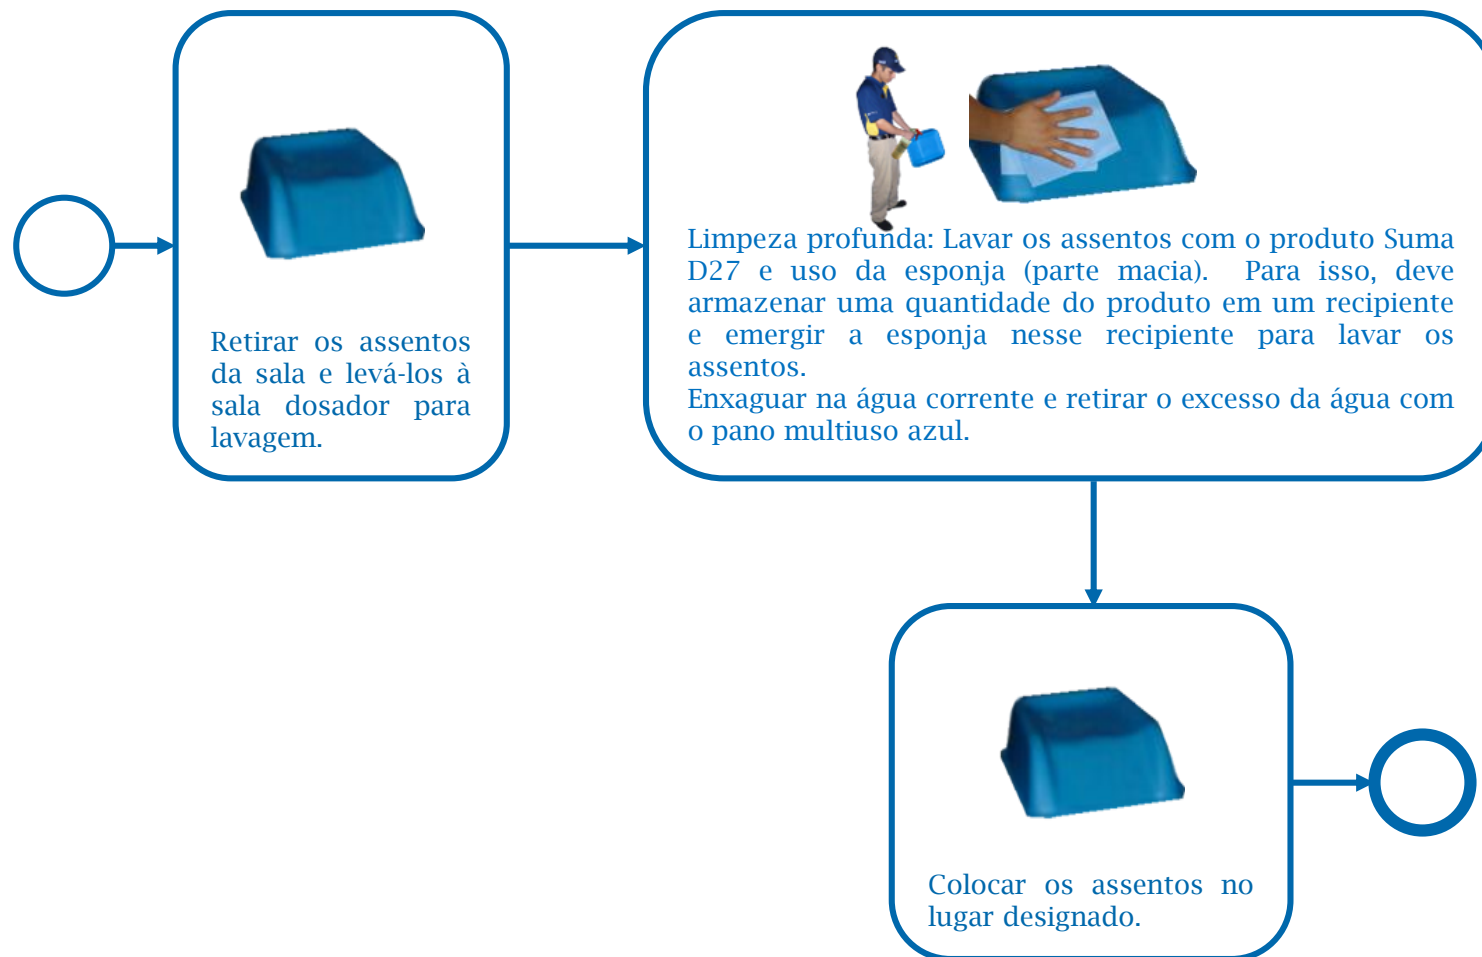 Retirar os assentos
da sala e levá-los à
sala dosador para
lavagem.
Limpeza profunda: Lavar os assentos com o produto Suma
D27 e uso da esponja (parte macia). Para isso, deve
armazenar uma quantidade do produto em um recipiente
e emergir a esponja nesse recipiente para lavar os
assentos.
Enxaguar na água corrente e retirar o excesso da água com
o pano multiuso azul.
Colocar os assentos no
lugar designado.